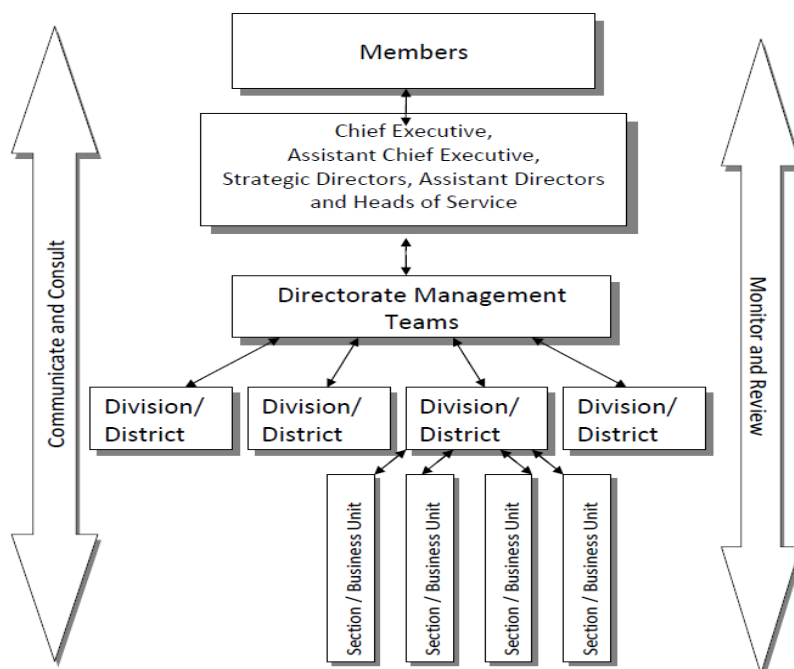 Members
Chief Executive,
Assistant Chief Executive,
Strategic Directors, Assistant Directors
and Heads of Service
Directorate Management
Teams
Division/
District
Division/
District
Division/
District
Division/
District
Section / Business Unit
Section / Business Unit
Section / Business Unit
Section / Business Unit
Communicate and Consult
Monitor and Review